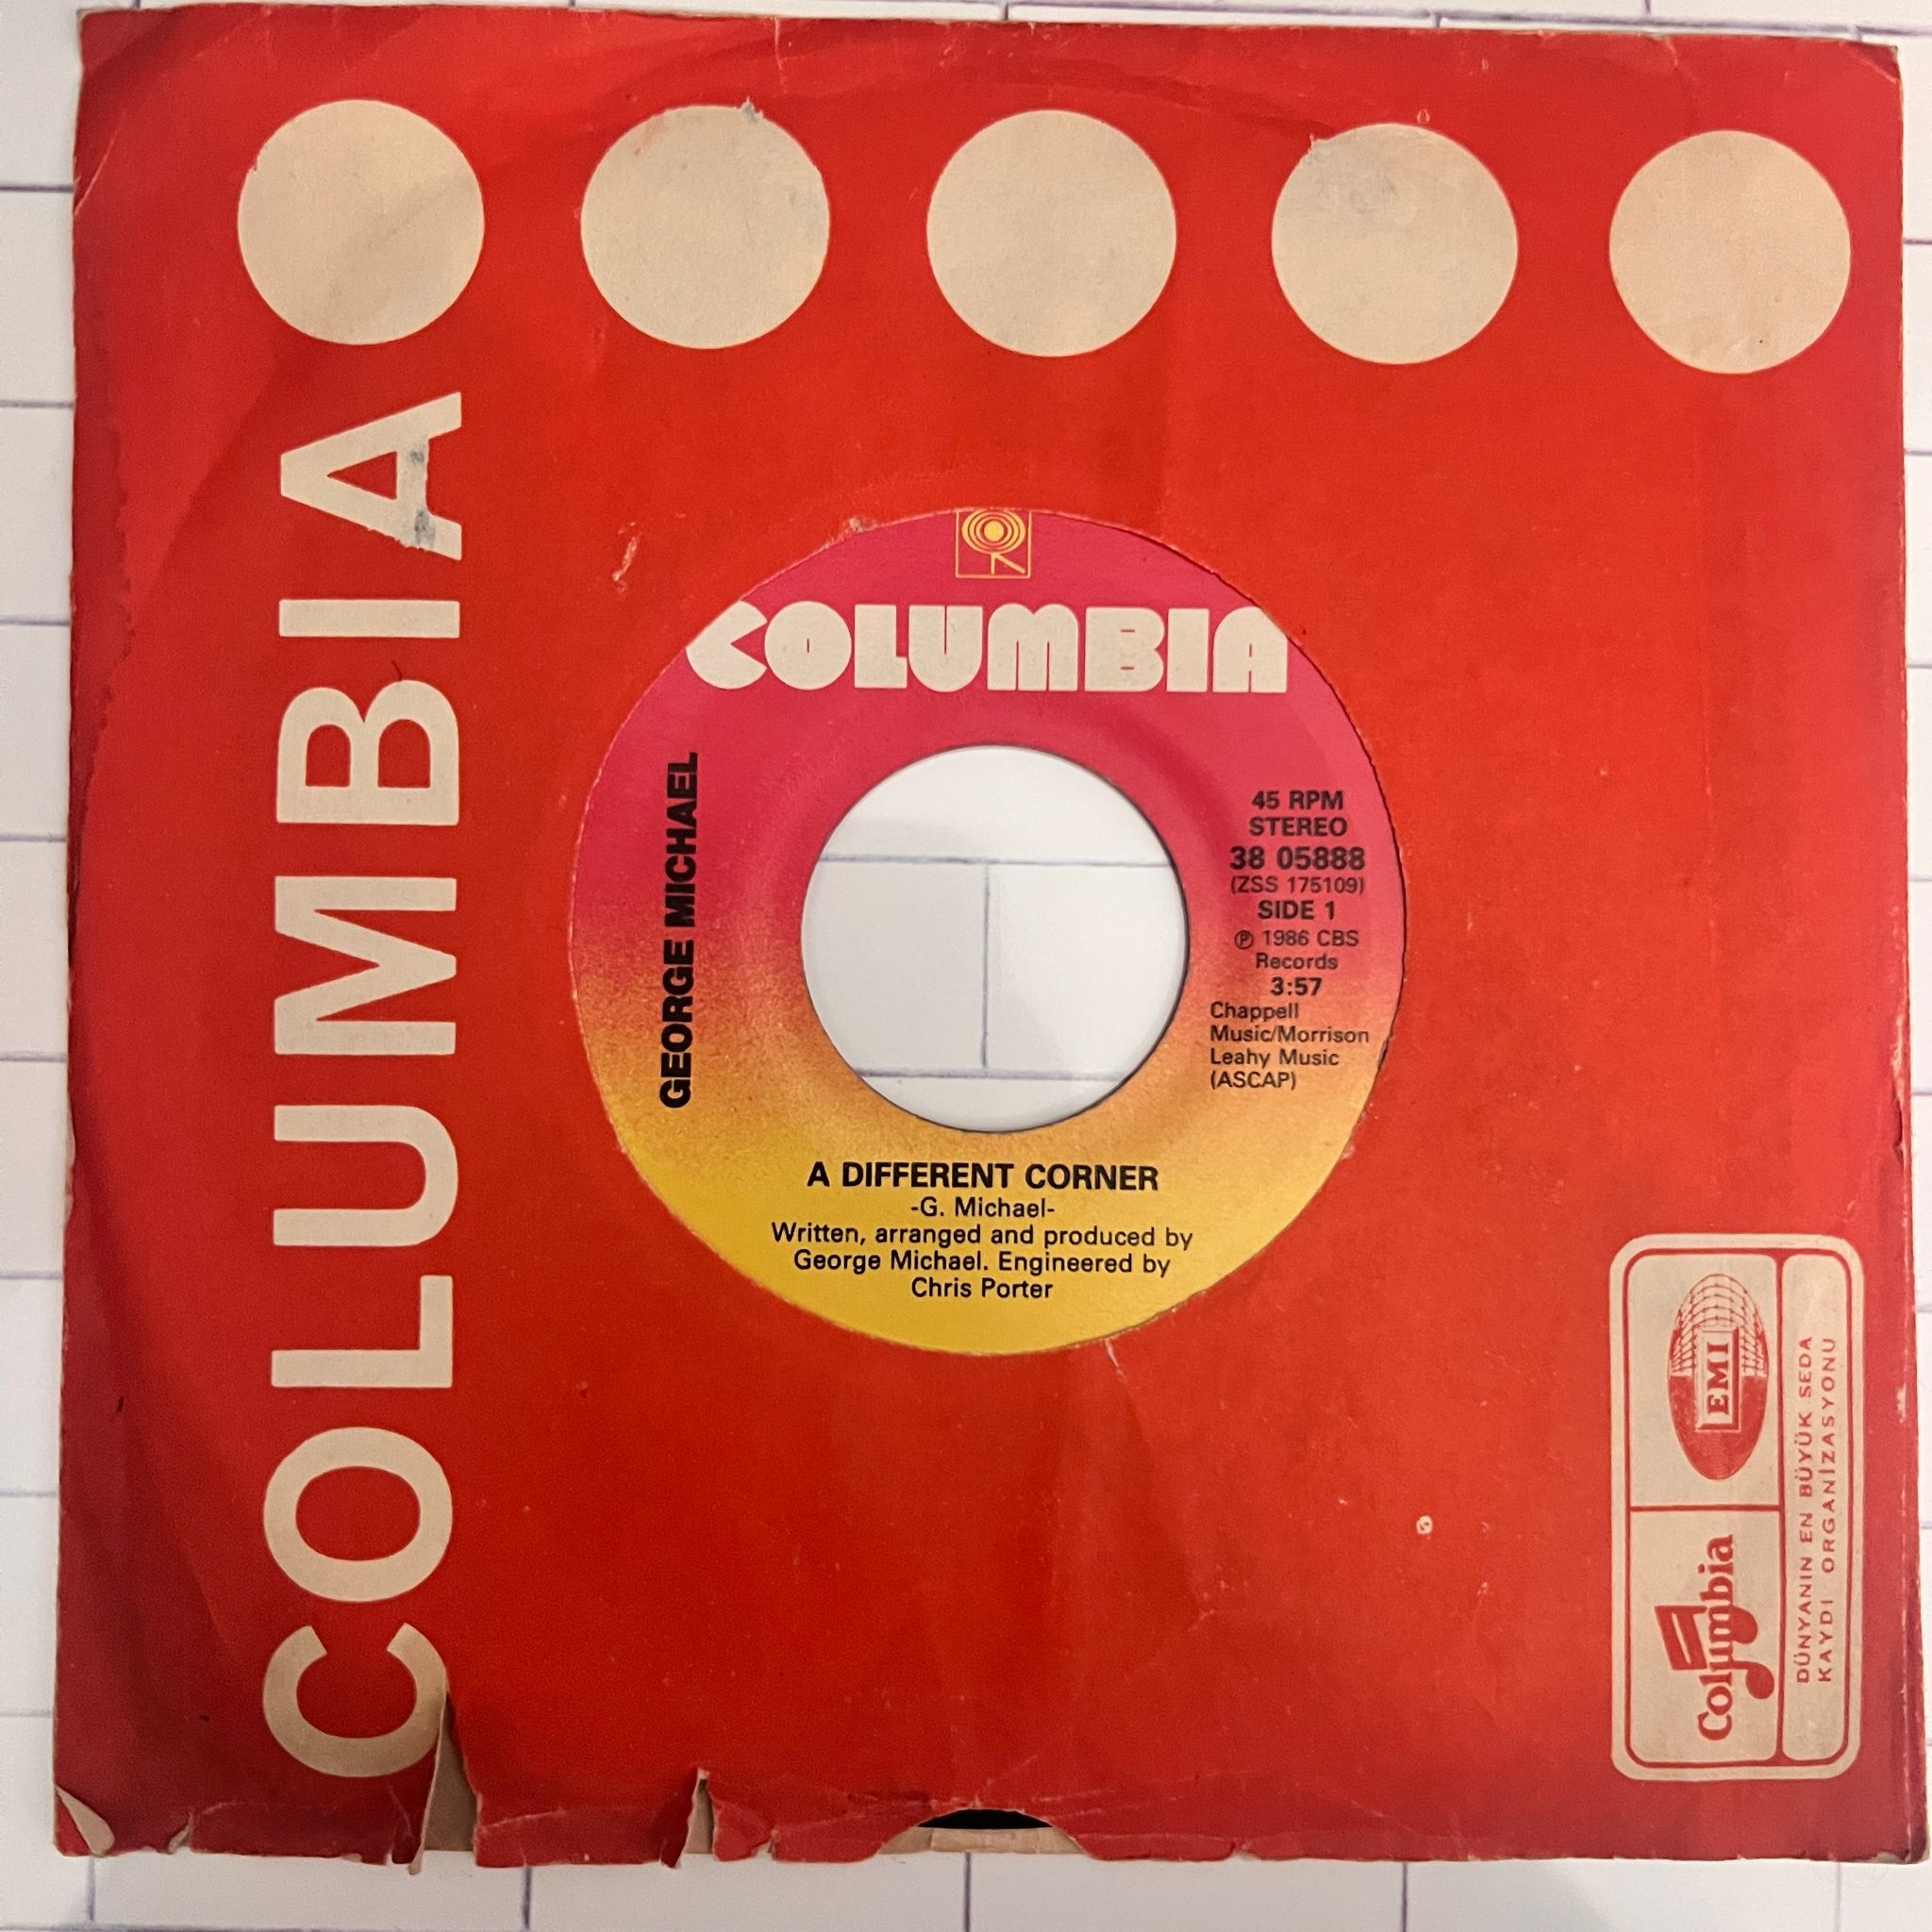 COLUMBIA
COLUMBIA
GEORGE MICHAEL
45 RPM
STEREO
38 05888
(ZSS 175109)
SIDE 1
Ⓟ 1986 CBS
Records
3:57
Chappell
Music/Morrison
Leahy Music
(ASCAP)
A DIFFERENT CORNER
-G. Michael-
Written, arranged and produced by
George Michael. Engineered by
Chris Porter
Columbia
EMI
DÜNYANIN EN BÜYÜK SEDA
KAYDI ORGANİZASYONU